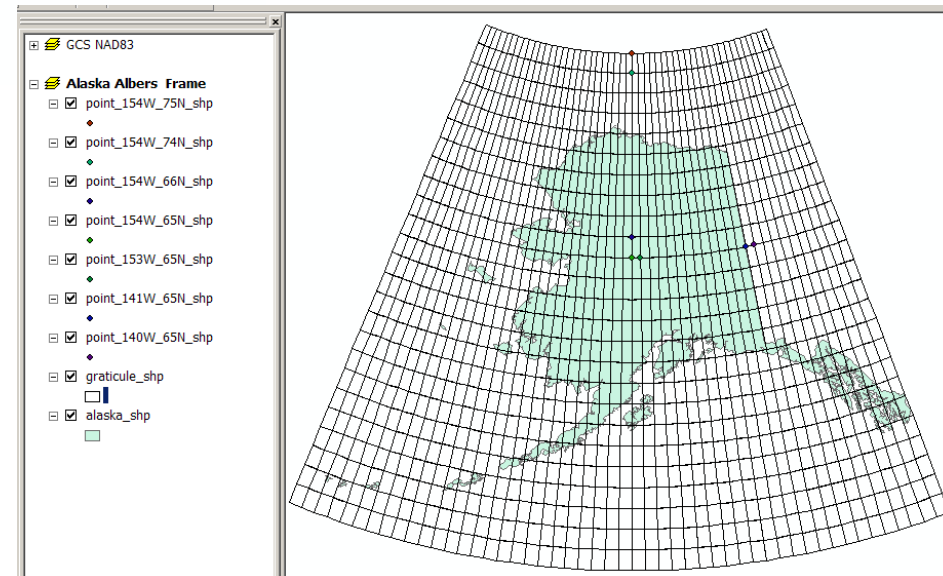 GCS NAD83
Alaska Albers Frame
point_154W_75N_shp
point_154W_74N_shp
point_154W_66N_shp
point_154W_65N_shp
point_153W_65N_shp
point_141W_65N_shp
point_140W_65N_shp
graticule_shp
alaska_shp